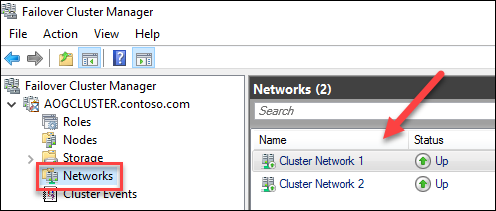 Failover Cluster Manager
File Action View Help
Failover Cluster Manager
AOGCLUSTER.contoso.com
Roles
Nodes
Storage
Networks
Cluster Events
Networks (2)
Search
Name Status
Cluster Network 1 Up
Cluster Network 2 Up